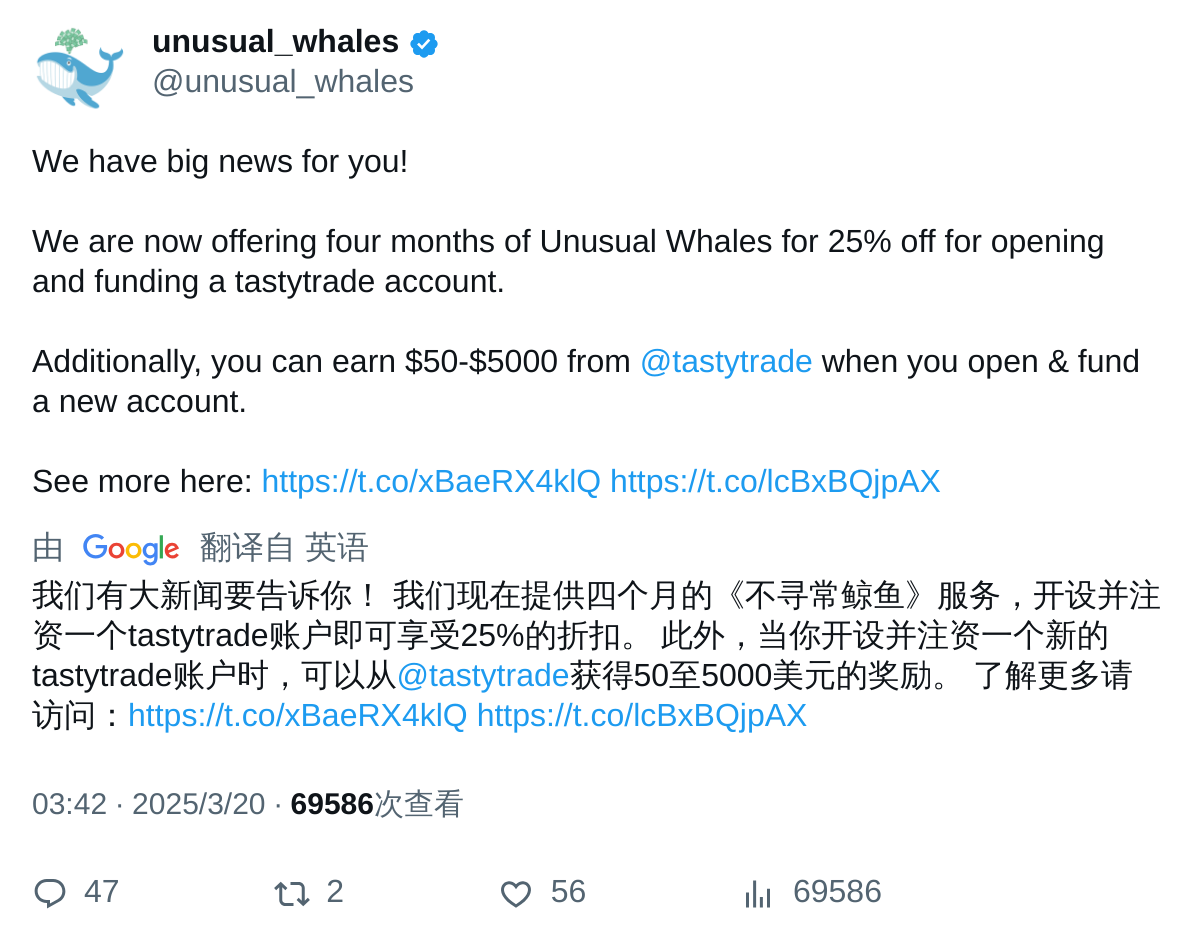 unusual_whales
@unusual_whales
We have big news for you!
We are now offering four months of Unusual Whales for 25% off for opening
and funding a tastytrade account.
Additionally, you can earn $50-$5000 from @tastytrade when you open & fund
a new account.
See more here: https://t.co/xBaeRX4klQ https://t.co/lcBxBQjpAX
由 Google 翻译自 英语
我们有大新闻要告诉你！ 我们现在提供四个月的《不寻常鲸鱼》服务，开设并注
资一个tastytrade账户即可享受25%的折扣。 此外，当你开设并注资一个新的
tastytrade账户时，可以从@tastytrade获得50至5000美元的奖励。 了解更多请
访问：https://t.co/xBaeRX4klQ https://t.co/lcBxBQjpAX
03:42 · 2025/3/20 · 69586次查看
47 2 56 69586